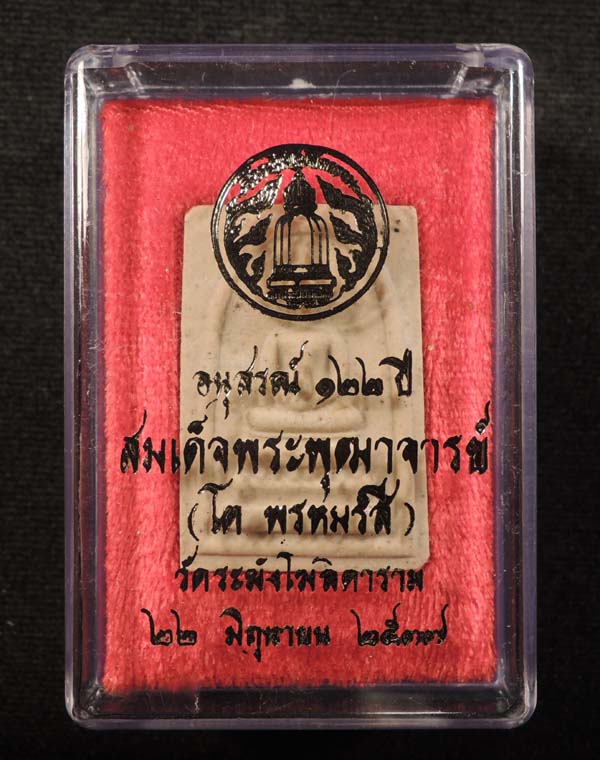 อนุสรณ์ ๑๒๒ ปี
สมเด็จพระพุฒาจารย์
(โต พรหมรังสี)
วัดระฆังโฆสิตาราม
๒๒ มิถุนายน ๒๕๓๗